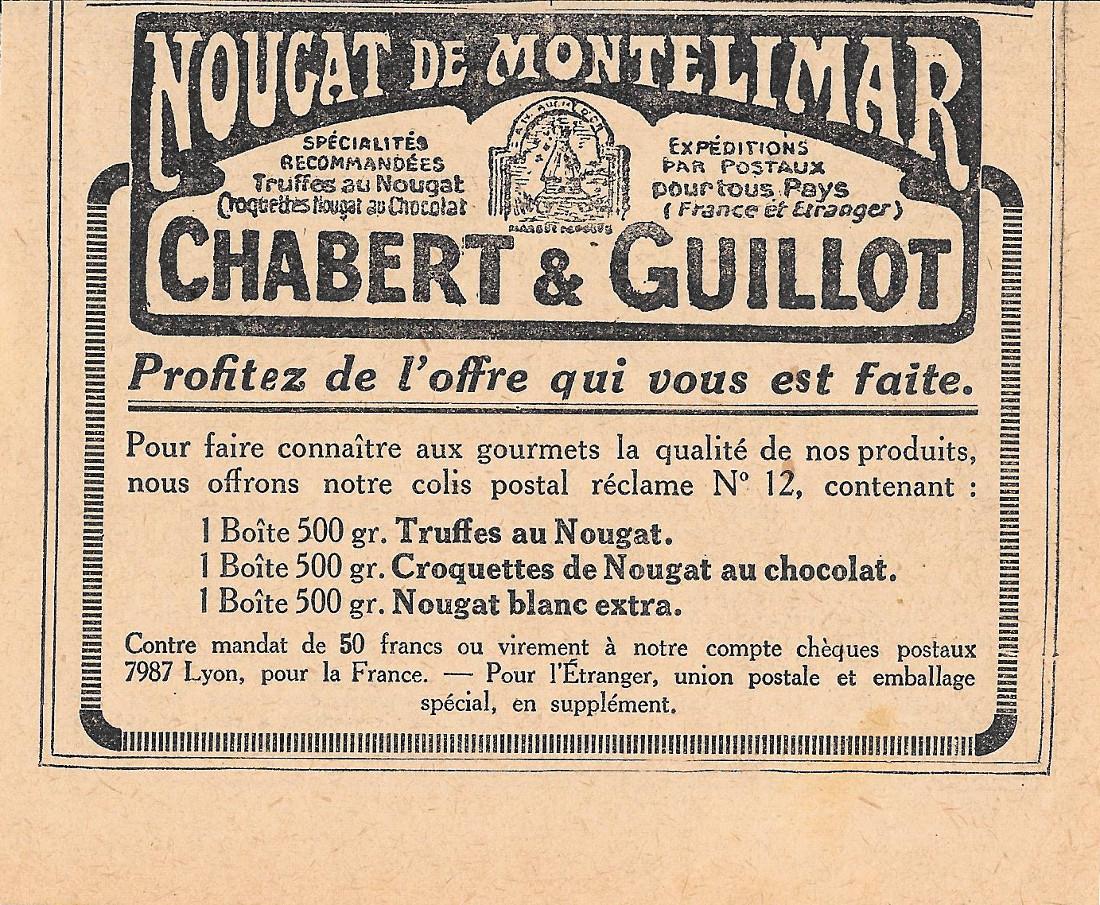 NOUGAT DE MONTELIMAR
SPÉCIALITÉS
RECOMMANDÉES
Truffes au Nougat
Croquettes Nougat au Chocolat
EXPÉDITIONS
PAR POSTAUX
pour tous Pays
(France et Etranger)
CHABERT & GUILLOT
Profitez de l'offre qui vous est faite.
Pour faire connaître aux gourmets la qualité de nos produits,
nous offrons notre colis postal réclame N° 12, contenant :
1 Boîte 500 gr. Truffes au Nougat.
1 Boîte 500 gr. Croquettes de Nougat au chocolat.
1 Boîte 500 gr. Nougat blanc extra.
Contre mandat de 50 francs ou virement à notre compte chèques postaux
7987 Lyon, pour la France. — Pour l'Étranger, union postale et emballage
spécial, en supplément.